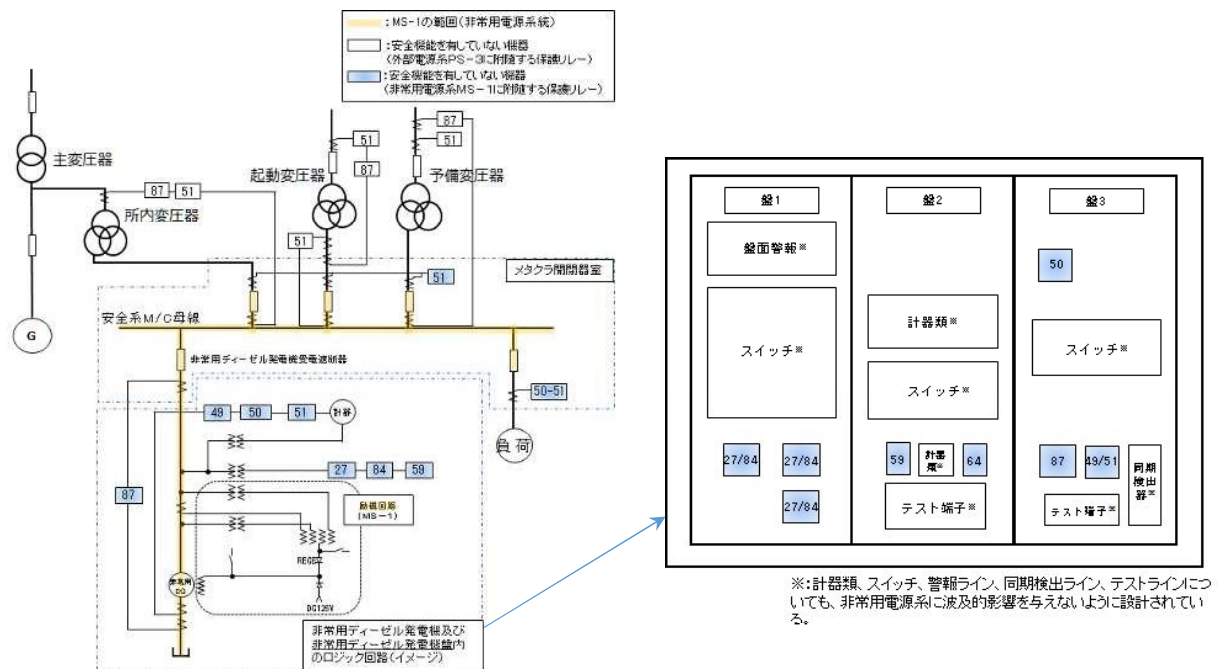 ：MS-1の範囲(非常用電源系統)
：安全機能を有していない機器
(外部電源系PS-3に附随する保護リレー)
：安全機能を有していない機器
(非常用電源系MS-1に附随する保護リレー)
主変圧器
87
51
所内変圧器
G
起動変圧器
51
87
51
予備変圧器
87
51
51
メタクラ開閉器室
安全系M/C母線
非常用ディーゼル発電機受電遮断器
50-51
負荷
49
50
51
計器
27
84
59
87
励磁回路
(MS-1)
非常用
DG
非常用ディーゼル発電機及び
非常用ディーゼル発電機盤内
のロジック回路(イメージ)
盤1
盤面警報※
スイッチ※
27/84
27/84
27/84
盤2
計器類※
スイッチ※
59
計器
類※
64
テスト端子※
盤3
50
スイッチ※
87
49/51
同期
検出
器※
テスト端子※
※:計器類、スイッチ、警報ライン、同期検出ライン、テストラインにつ
いても、非常用電源系に波及的影響を与えないように設計されてい
る。